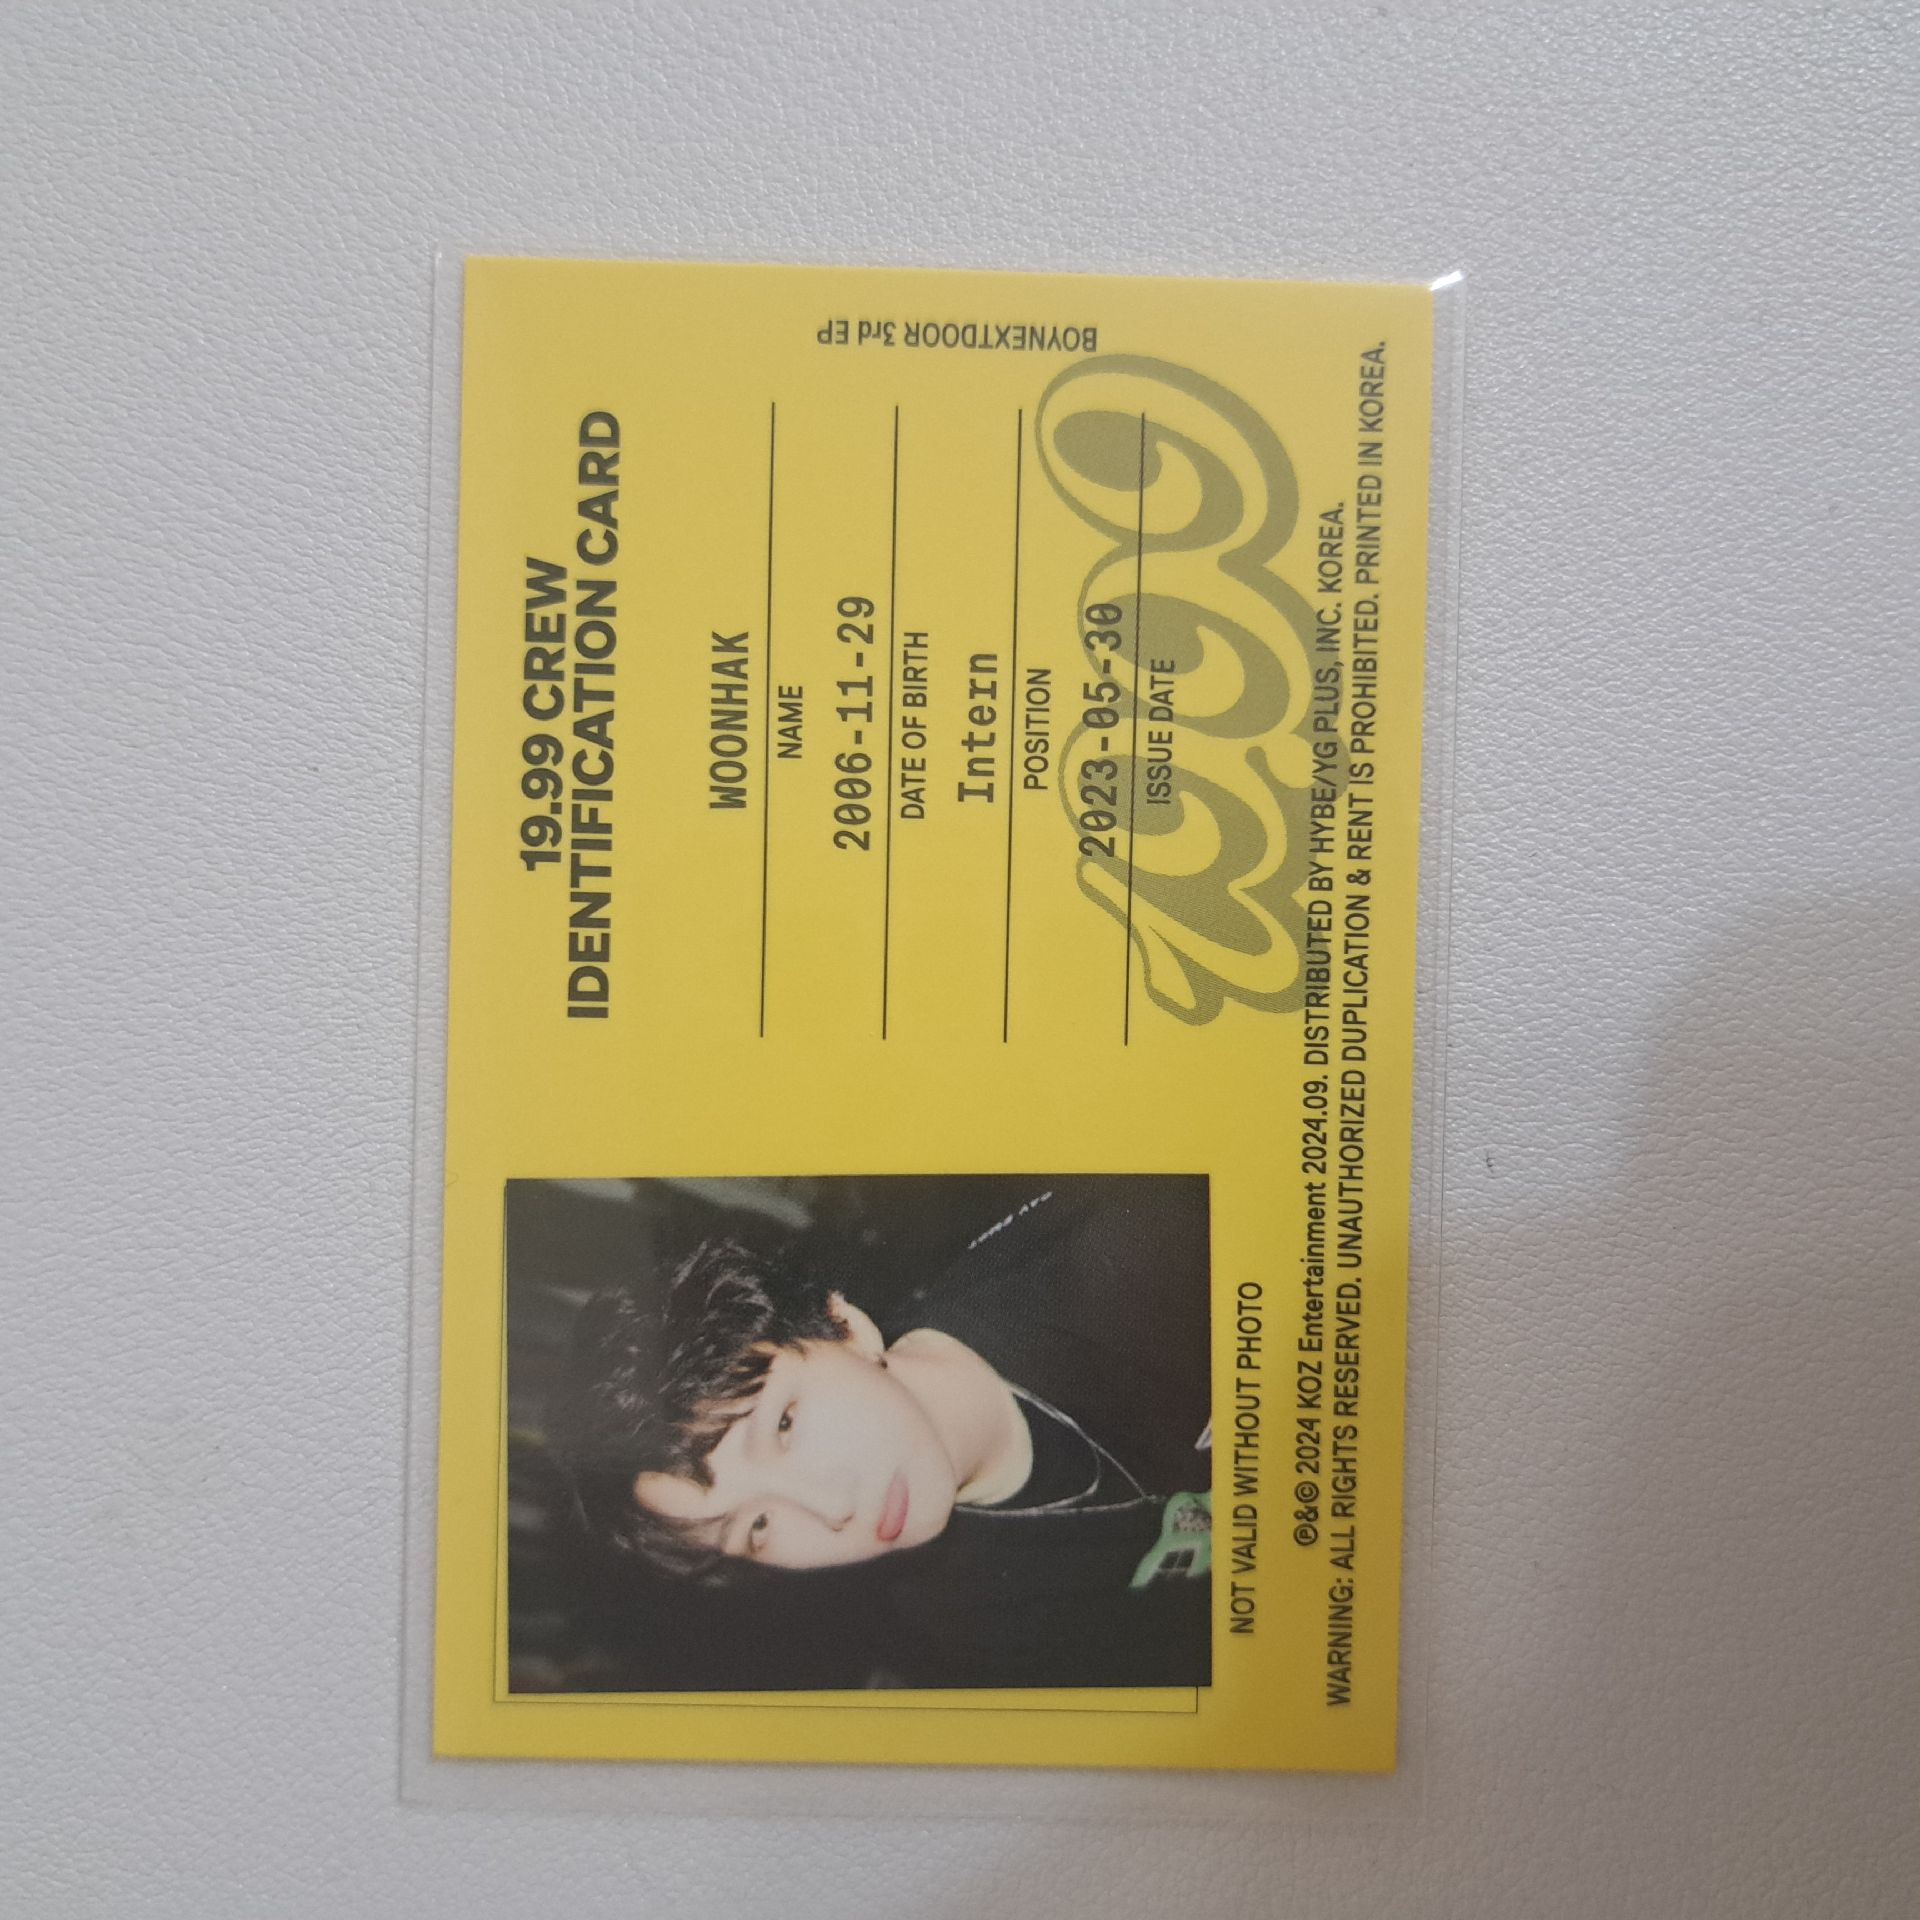 19.99 CREW
IDENTIFICATION CARD
WOONHAK
NAME
2006-11-29
DATE OF BIRTH
Intern
POSITION
2023-05-30
ISSUE DATE
19.99
BOYNEXTDOOR 3rd EP
NOT VALID WITHOUT PHOTO
℗&© 2024 KOZ Entertainment 2024.09. DISTRIBUTED BY HYBE/YG PLUS, INC. KOREA.
WARNING: ALL RIGHTS RESERVED. UNAUTHORIZED DUPLICATION & RENT IS PROHIBITED. PRINTED IN KOREA.